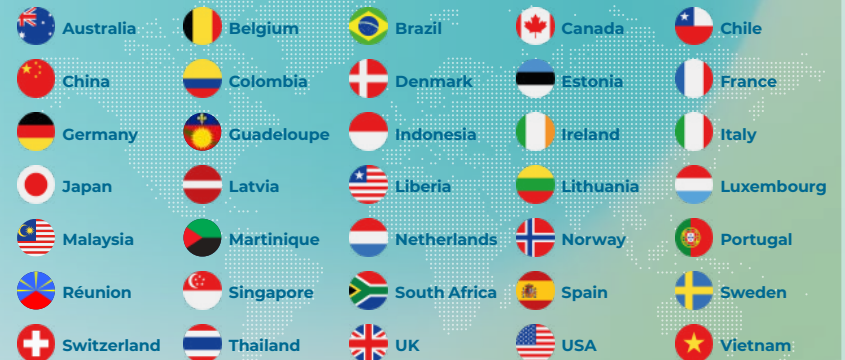 Australia Belgium Brazil Canada Chile
China Colombia Denmark Estonia France
Germany Guadeloupe Indonesia Ireland Italy
Japan Latvia Liberia Lithuania Luxembourg
Malaysia Martinique Netherlands Norway Portugal
Réunion Singapore South Africa Spain Sweden
Switzerland Thailand UK USA Vietnam